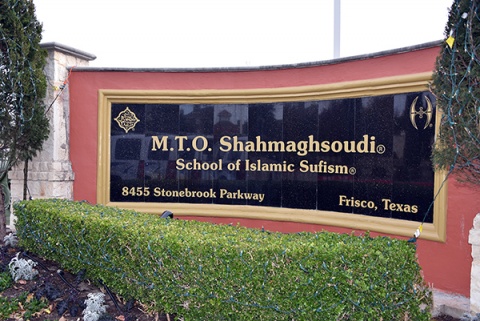 M.T.O. Shahmaghsoudi®
School of Islamic Sufism®
8455 Stonebrook Parkway
Frisco, Texas